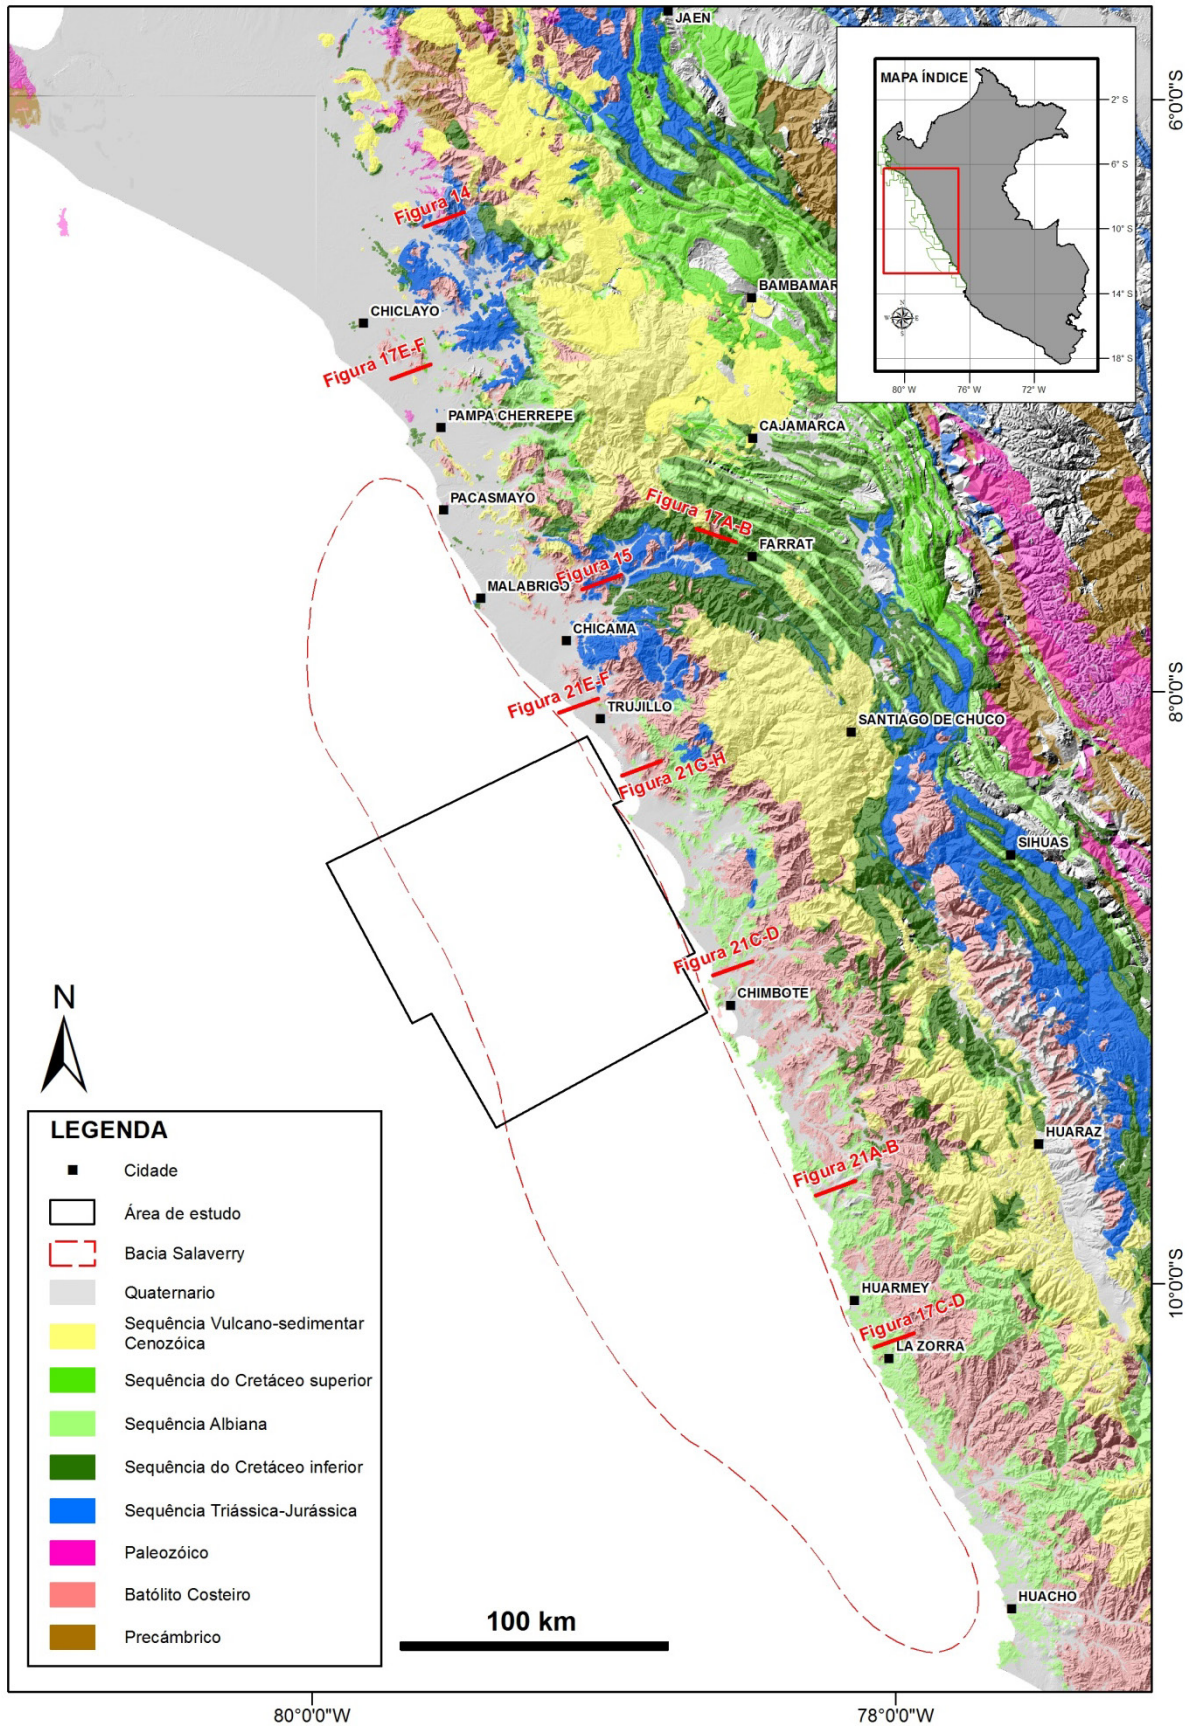 JAEN
MAPA ÍNDICE
2° S
6° S
10° S
14° S
18° S
80° W
76° W
72° W
N
W
E
S
6°0'0"S
Figura 14
BAMBAMAR
CHICLAYO
Figura 17E-F
PAMPA CHERREPE
CAJAMARCA
PACASMAYO
Figura 17A-B
FARRAT
Figura 15
MALABRIGO
CHICAMA
Figura 21E-F
TRUJILLO
8°0'0"S
SANTIAGO DE CHUCO
Figura 21G-H
SIHUAS
Figura 21C-D
CHIMBOTE
N
HUARAZ
Figura 21A-B
10°0'0"S
HUARMEY
Figura 17C-D
LA ZORRA
HUACHO
LEGENDA
Cidade
Área de estudo
Bacia Salaverry
Quaternario
Sequência Vulcano-sedimentar
Cenozóica
Sequência do Cretáceo superior
Sequência Albiana
Sequência do Cretáceo inferior
Sequência Triássica-Jurássica
Paleozóico
Batólito Costeiro
Precámbrico
100 km
80°0'0"W
78°0'0"W